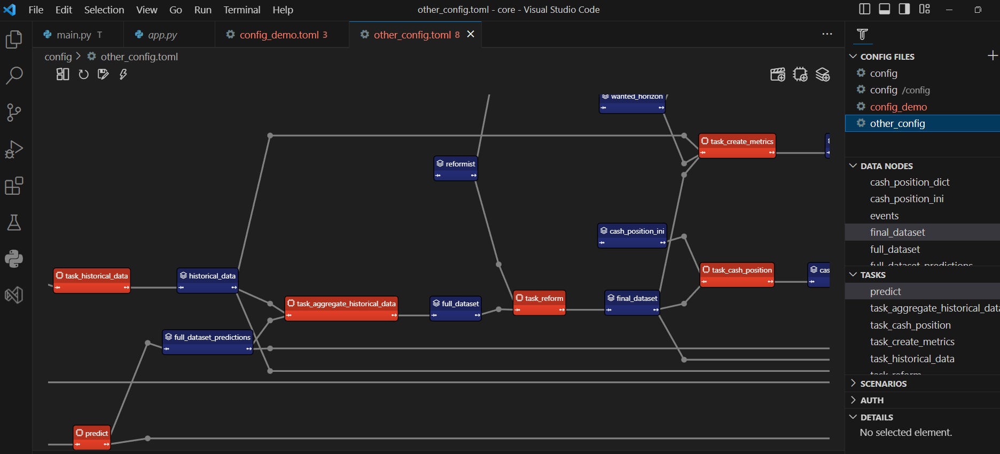 File Edit Selection View Go Run Terminal Help
other_config.toml - core - Visual Studio Code
main.py T
app.py
config_demo.toml 3
other_config.toml 8
config > other_config.toml
wanted_horizon
task_create_metrics
reformist
cash_position_ini
task_historical_data
historical_data
task_cash_position
cas
task_aggregate_historical_data
full_dataset
task_reform
final_dataset
full_dataset_predictions
predict
CONFIG FILES
config
config /config
config_demo
other_config
DATA NODES
cash_position_dict
cash_position_ini
events
final_dataset
full_dataset
full_dataset_predictions
TASKS
predict
task_aggregate_historical_data
task_cash_position
task_create_metrics
task_historical_data
task_reform
SCENARIOS
AUTH
DETAILS
No selected element.